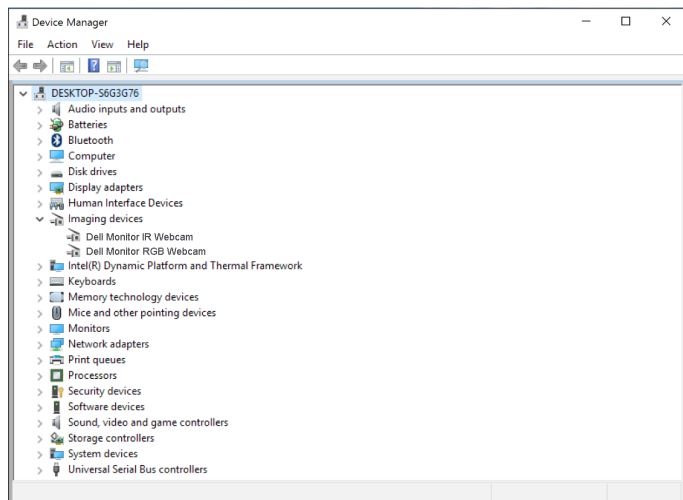 Device Manager
File Action View Help
DESKTOP-S6G3G76
Audio inputs and outputs
Batteries
Bluetooth
Computer
Disk drives
Display adapters
Human Interface Devices
Imaging devices
Dell Monitor IR Webcam
Dell Monitor RGB Webcam
Intel(R) Dynamic Platform and Thermal Framework
Keyboards
Memory technology devices
Mice and other pointing devices
Monitors
Network adapters
Print queues
Processors
Security devices
Software devices
Sound, video and game controllers
Storage controllers
System devices
Universal Serial Bus controllers